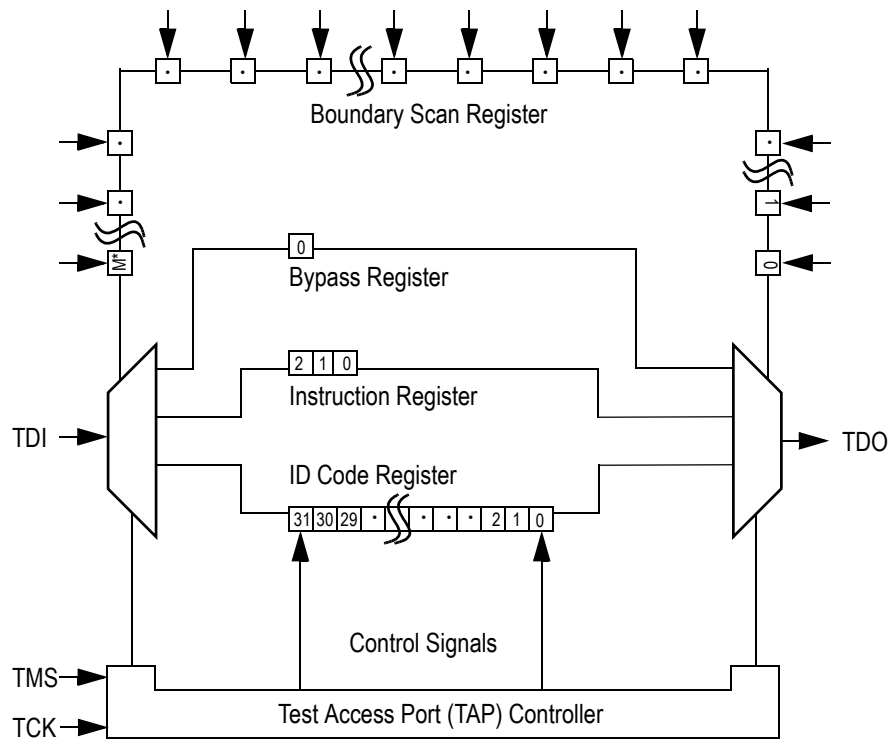 Boundary Scan Register
1
M*
0
0
Bypass Register
2 1 0
Instruction Register
TDI
TDO
ID Code Register
31 30 29 · · · · 2 1 0
Control Signals
TMS
TCK
Test Access Port (TAP) Controller